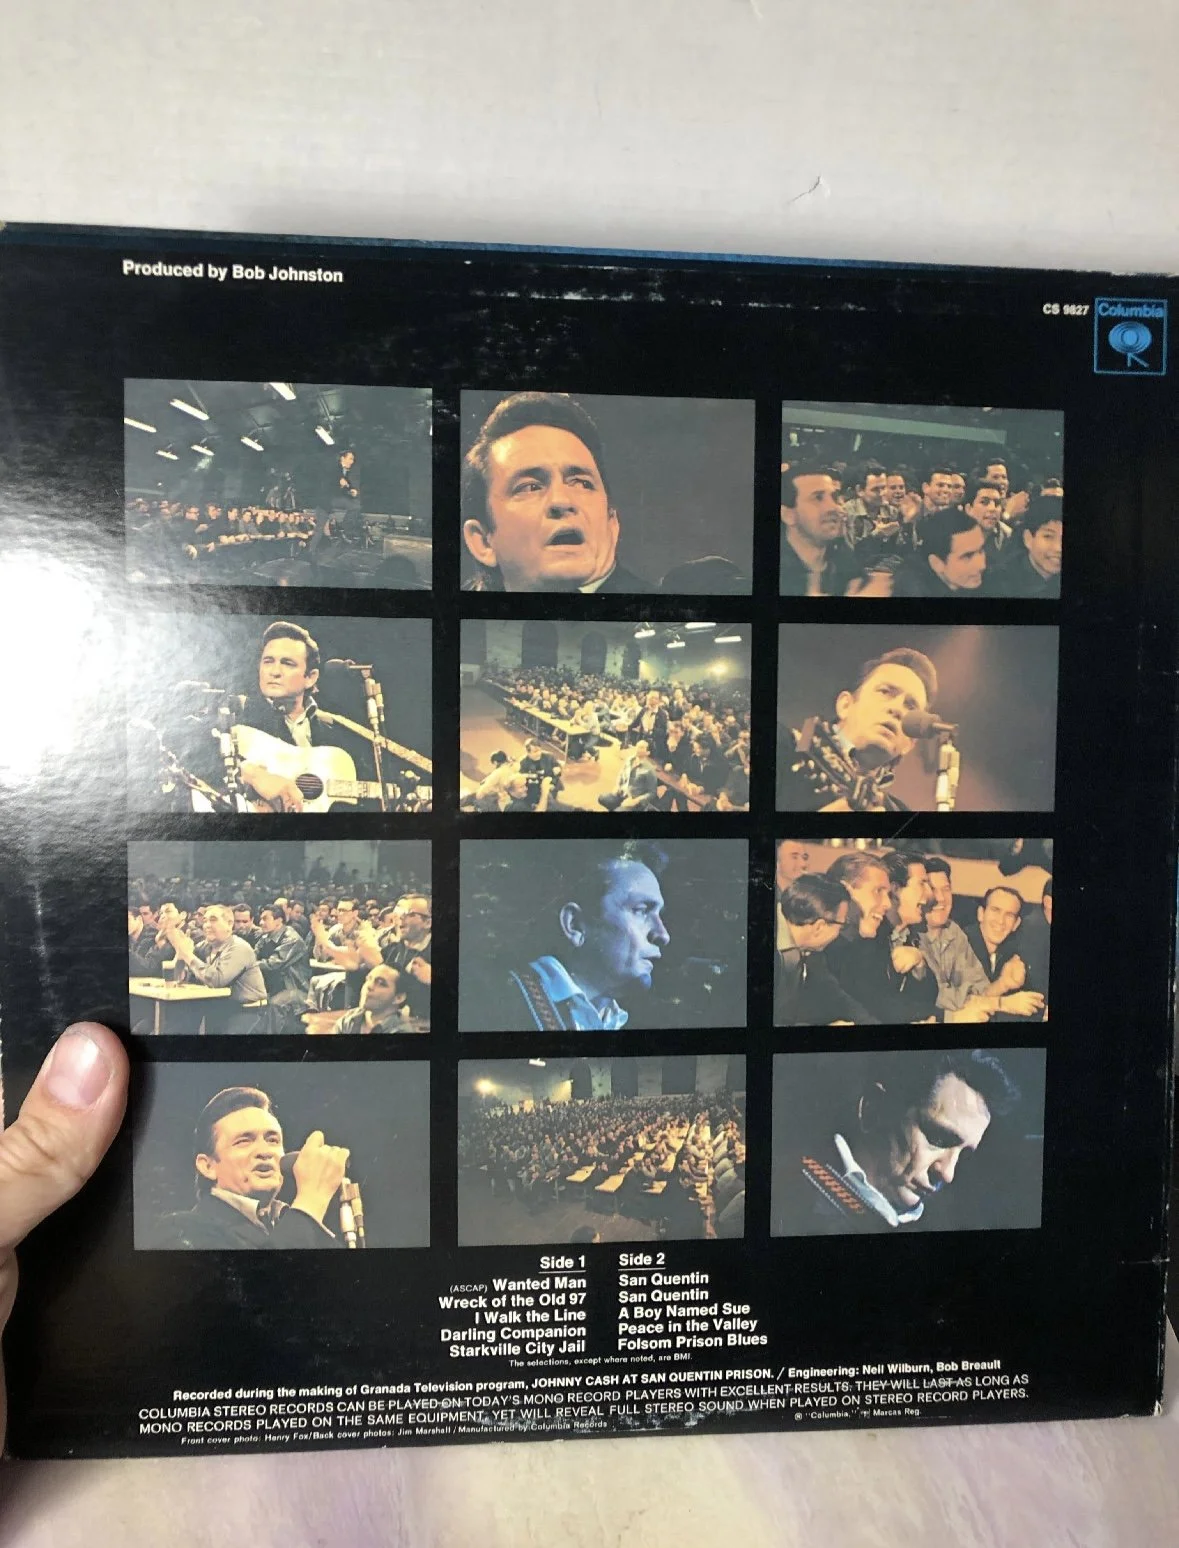 Produced by Bob Johnston
CS 9827
Columbia
Side 1
(ASCAP) Wanted Man
Wreck of the Old 97
I Walk the Line
Darling Companion
Starkville City Jail
Side 2
San Quentin
San Quentin
A Boy Named Sue
Peace in the Valley
Folsom Prison Blues
The selections, except where noted, are BMI.
Recorded during the making of Granada Television program, JOHNNY CASH AT SAN QUENTIN PRISON. / Engineering: Neil Wilburn, Bob Breault
COLUMBIA STEREO RECORDS CAN BE PLAYED ON TODAY'S MONO RECORD PLAYERS WITH EXCELLENT RESULTS. THEY WILL LAST AS LONG AS
MONO RECORDS PLAYED ON THE SAME EQUIPMENT, YET WILL REVEAL FULL STEREO SOUND WHEN PLAYED ON STEREO RECORD PLAYERS.
Front cover photo: Henry Fox/Back cover photos: Jim Marshall / Manufactured by Columbia Records
® "Columbia," Marcas Reg.